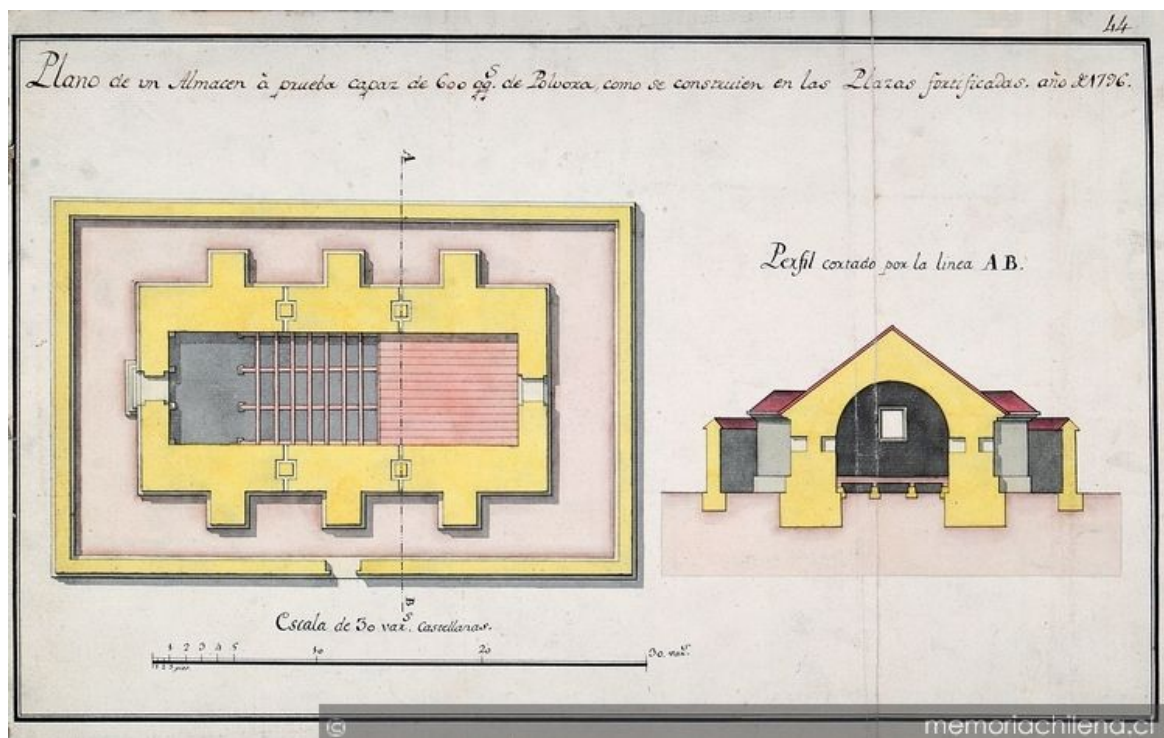 44
Plano de vn Almacen à prueba capaz de 600 qq.s de Polvora, como se construien en las Plazas fortificadas, año de 1796.
A
Perfil cortado por la linea A B.
B
Escala de 30 var.s Castellanas.
1 2 3 4 5 10 20 30. var.s
© memoriachilena.cl